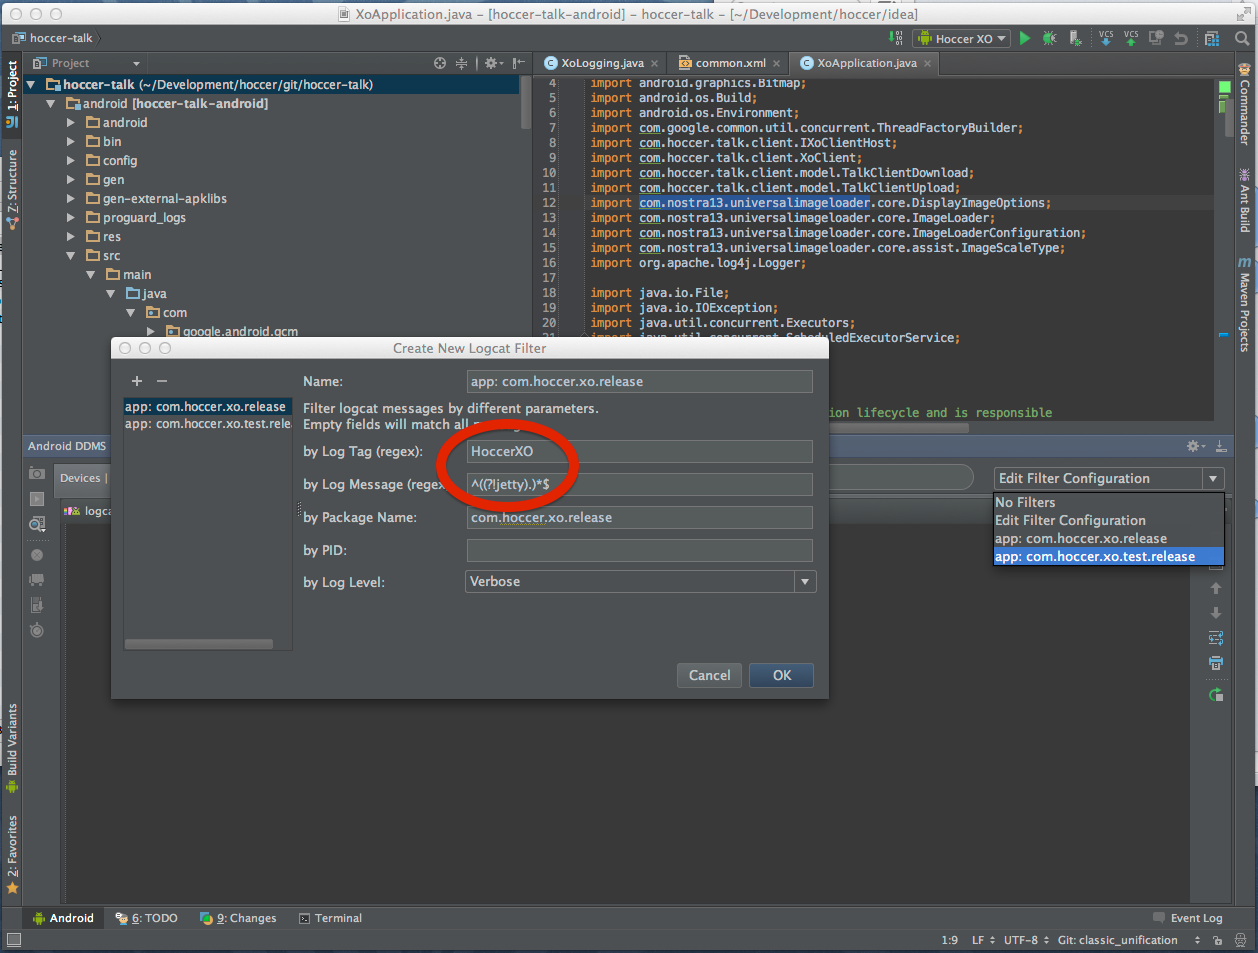 XoApplication.java – [hoccer-talk-android] – hoccer-talk – [~/Development/hoccer/idea]
hoccer-talk
Hoccer XO
VCS
VCS
1: Project
Z: Structure
Build Variants
2: Favorites
Project
hoccer-talk (~/Development/hoccer/git/hoccer-talk)
android [hoccer-talk-android]
android
bin
config
gen
gen-external-apklibs
proguard_logs
res
src
main
java
com
google.android.gcm
XoLogging.java
common.xml
XoApplication.java
4 import android.graphics.Bitmap;
5 import android.os.Build;
6 import android.os.Environment;
7 import com.google.common.util.concurrent.ThreadFactoryBuilder;
8 import com.hoccer.talk.client.IXoClientHost;
9 import com.hoccer.talk.client.XoClient;
10 import com.hoccer.talk.client.model.TalkClientDownload;
11 import com.hoccer.talk.client.model.TalkClientUpload;
12 import com.nostra13.universalimageloader.core.DisplayImageOptions;
13 import com.nostra13.universalimageloader.core.ImageLoader;
14 import com.nostra13.universalimageloader.core.ImageLoaderConfiguration;
15 import com.nostra13.universalimageloader.core.assist.ImageScaleType;
16 import org.apache.log4j.Logger;
17
18 import java.io.File;
19 import java.io.IOException;
20 import java.util.concurrent.Executors;
21 import java.util.concurrent.ScheduledExecutorService;
ion lifecycle and is responsible
Commander
Ant Build
Maven Projects
Create New Logcat Filter
app: com.hoccer.xo.release
app: com.hoccer.xo.test.rele
Name: app: com.hoccer.xo.release
Filter logcat messages by different parameters.
Empty fields will match all
by Log Tag (regex): HoccerXO
by Log Message (regex ^((?!jetty).)*$
by Package Name: com.hoccer.xo.release
by PID:
by Log Level: Verbose
Cancel
OK
Android DDMS
Devices |
logca
Edit Filter Configuration
No Filters
Edit Filter Configuration
app: com.hoccer.xo.release
app: com.hoccer.xo.test.release
Android
6: TODO
9: Changes
Terminal
Event Log
1:9 LF UTF-8 Git: classic_unification